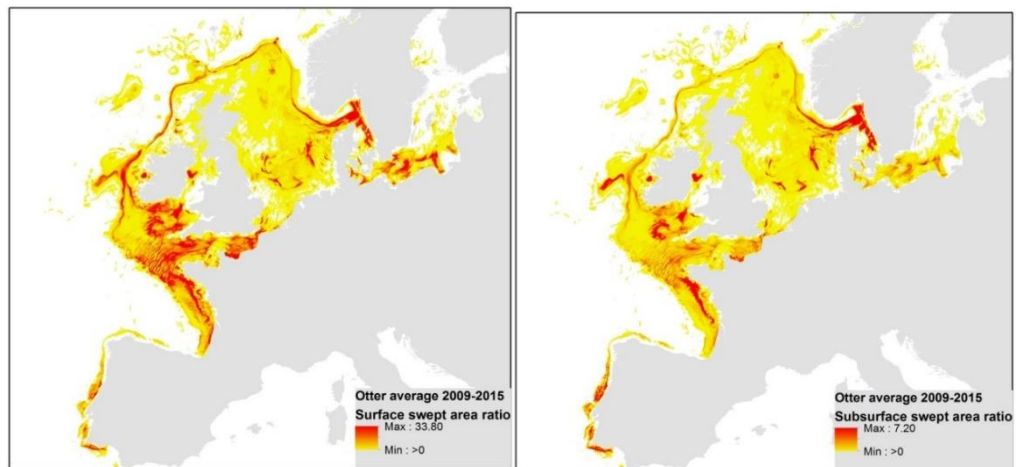 Otter average 2009-2015
Surface swept area ratio
Max : 33.80
Min : >0
Otter average 2009-2015
Subsurface swept area ratio
Max : 7.20
Min : >0